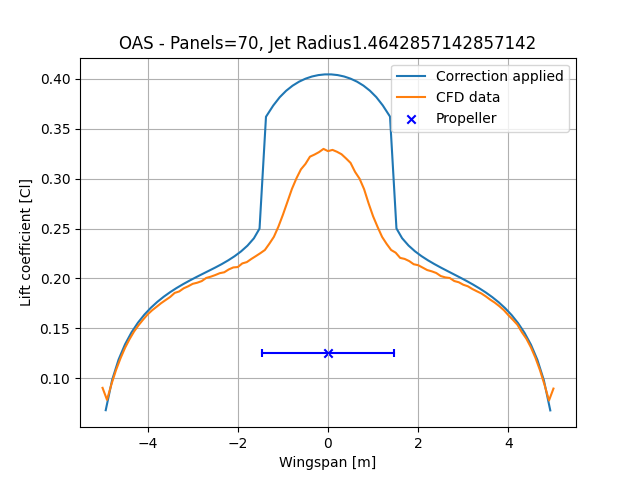 OAS - Panels=70, Jet Radius1.4642857142857142
Correction applied
CFD data
Propeller
0.40
0.35
0.30
0.25
0.20
0.15
0.10
Lift coefficient [Cl]
−4
−2
0
2
4
Wingspan [m]